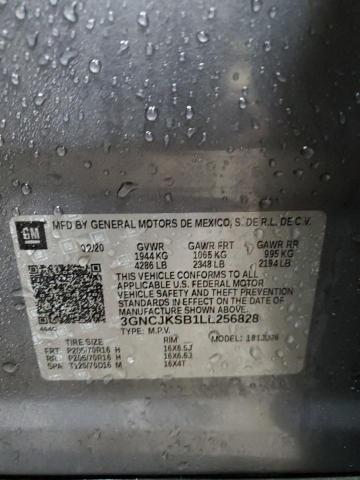 GM
MFD BY GENERAL MOTORS DE MEXICO, S. DE R.L. DE C.V.
02/20 GVWR GAWR FRT GAWR RR
1944 KG 1065 KG 995 KG
4286 LB 2348 LB 2194 LB
THIS VEHICLE CONFORMS TO ALL APPLICABLE U.S. FEDERAL MOTOR VEHICLE SAFETY, BUMPER, AND THEFT PREVENTION STANDARDS IN EFFECT ON THE DATE OF MANUFACTURE SHOWN ABOVE.
3GNCJKSB1LL256828
TYPE: M.P.V. MODEL:
TIRE SIZE RIM
FRT P205/70R16 H 16X6.5J
RR P205/70R16 H 16X6.5J
SPA T125/70D16 M 16X4T